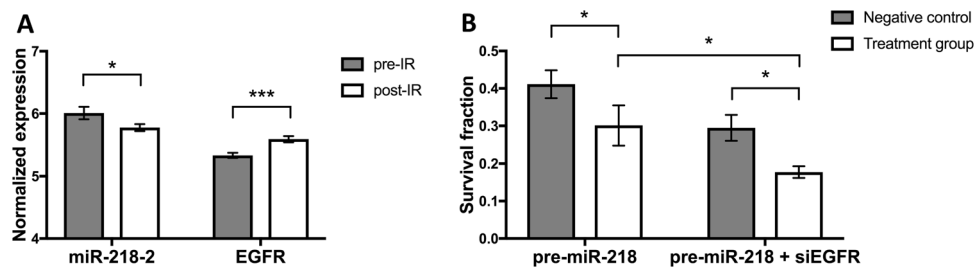 A
Normalized expression
7
6
5
4
*
***
miR-218-2
EGFR
pre-IR
post-IR
B
Survival fraction
0.5
0.4
0.3
0.2
0.1
0.0
*
*
*
pre-miR-218
pre-miR-218 + siEGFR
Negative control
Treatment group